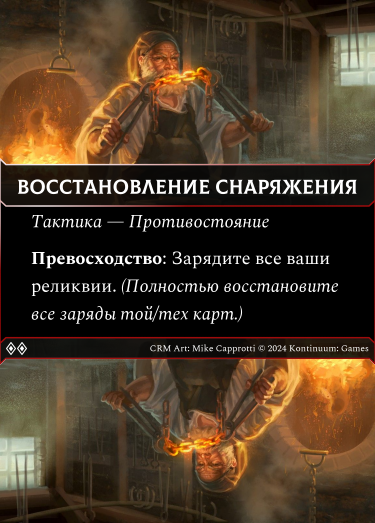 ВОССТАНОВЛЕНИЕ СНАРЯЖЕНИЯ
Тактика — Противостояние
Превосходство: Зарядите все ваши
реликвии. (Полностью восстановите
все заряды той/тех карт.)
CRM Art: Mike Capprotti © 2024 Kontinuum: Games